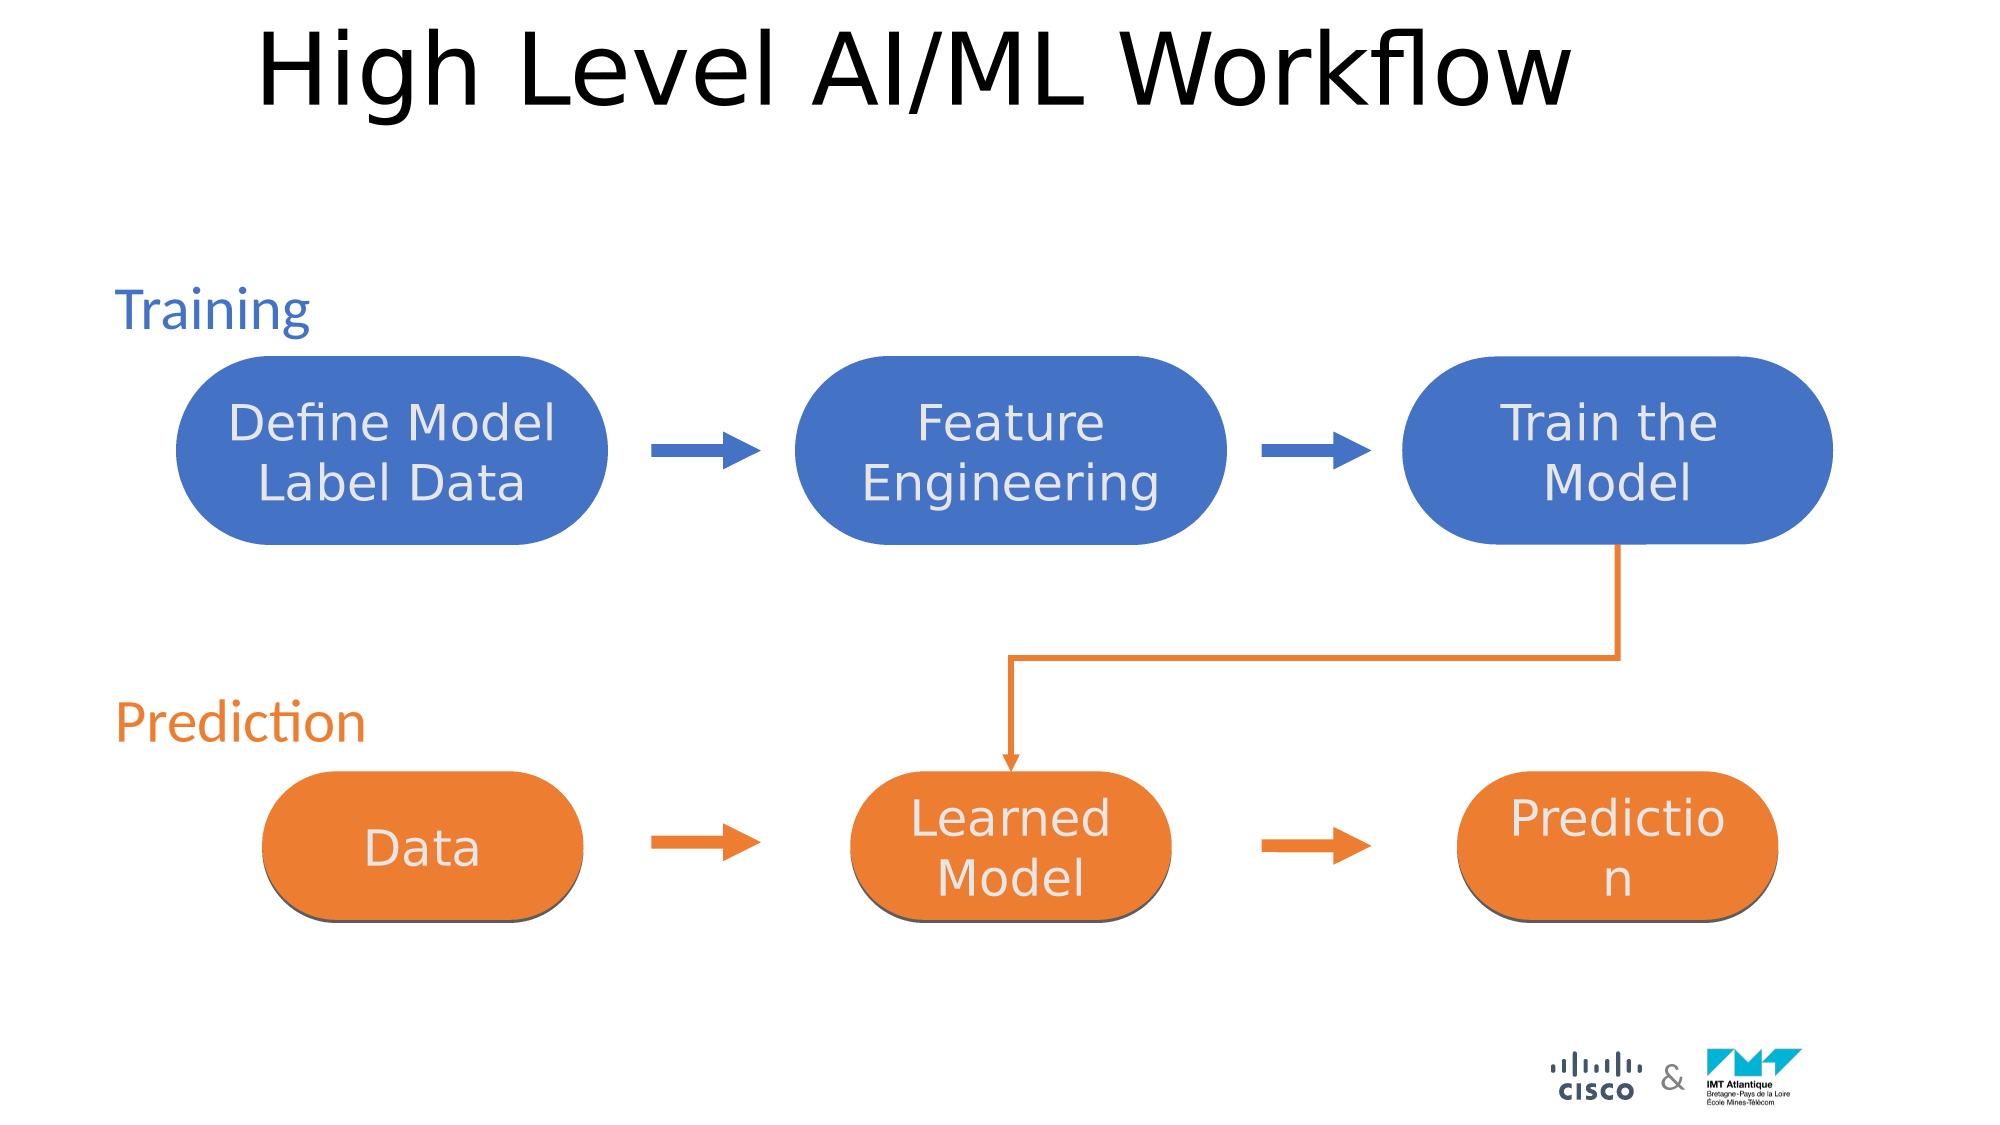 High Level AI/ML Workflow
Training
Define Model
Label Data
Feature
Engineering
Train the
Model
Prediction
Data
Learned
Model
Predictio
n
CISCO
&
IMT Atlantique
Bretagne-Pays de la Loire
École Mines-Télécom